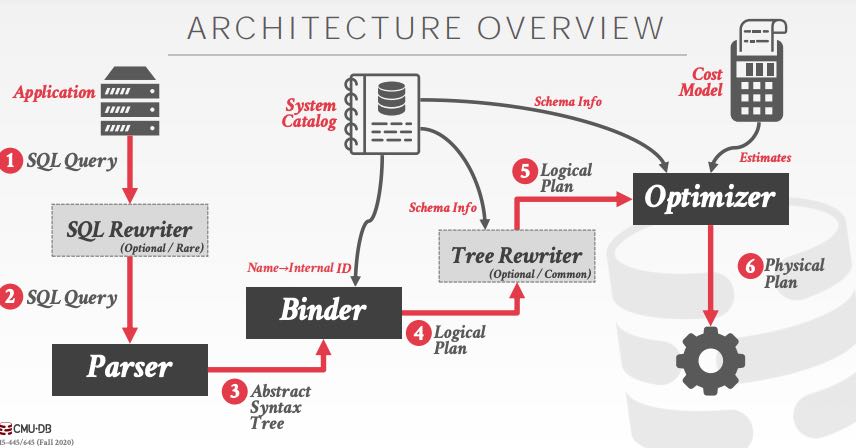 ARCHITECTURE OVERVIEW
Application
1 SQL Query
SQL Rewriter
(Optional / Rare)
2 SQL Query
Parser
3 Abstract
Syntax
Tree
System
Catalog
Name→Internal ID
Binder
4 Logical
Plan
Schema Info
Tree Rewriter
(Optional / Common)
5 Logical
Plan
Schema Info
Cost
Model
Estimates
Optimizer
6 Physical
Plan
CMU·DB
15-445/645 (Fall 2020)